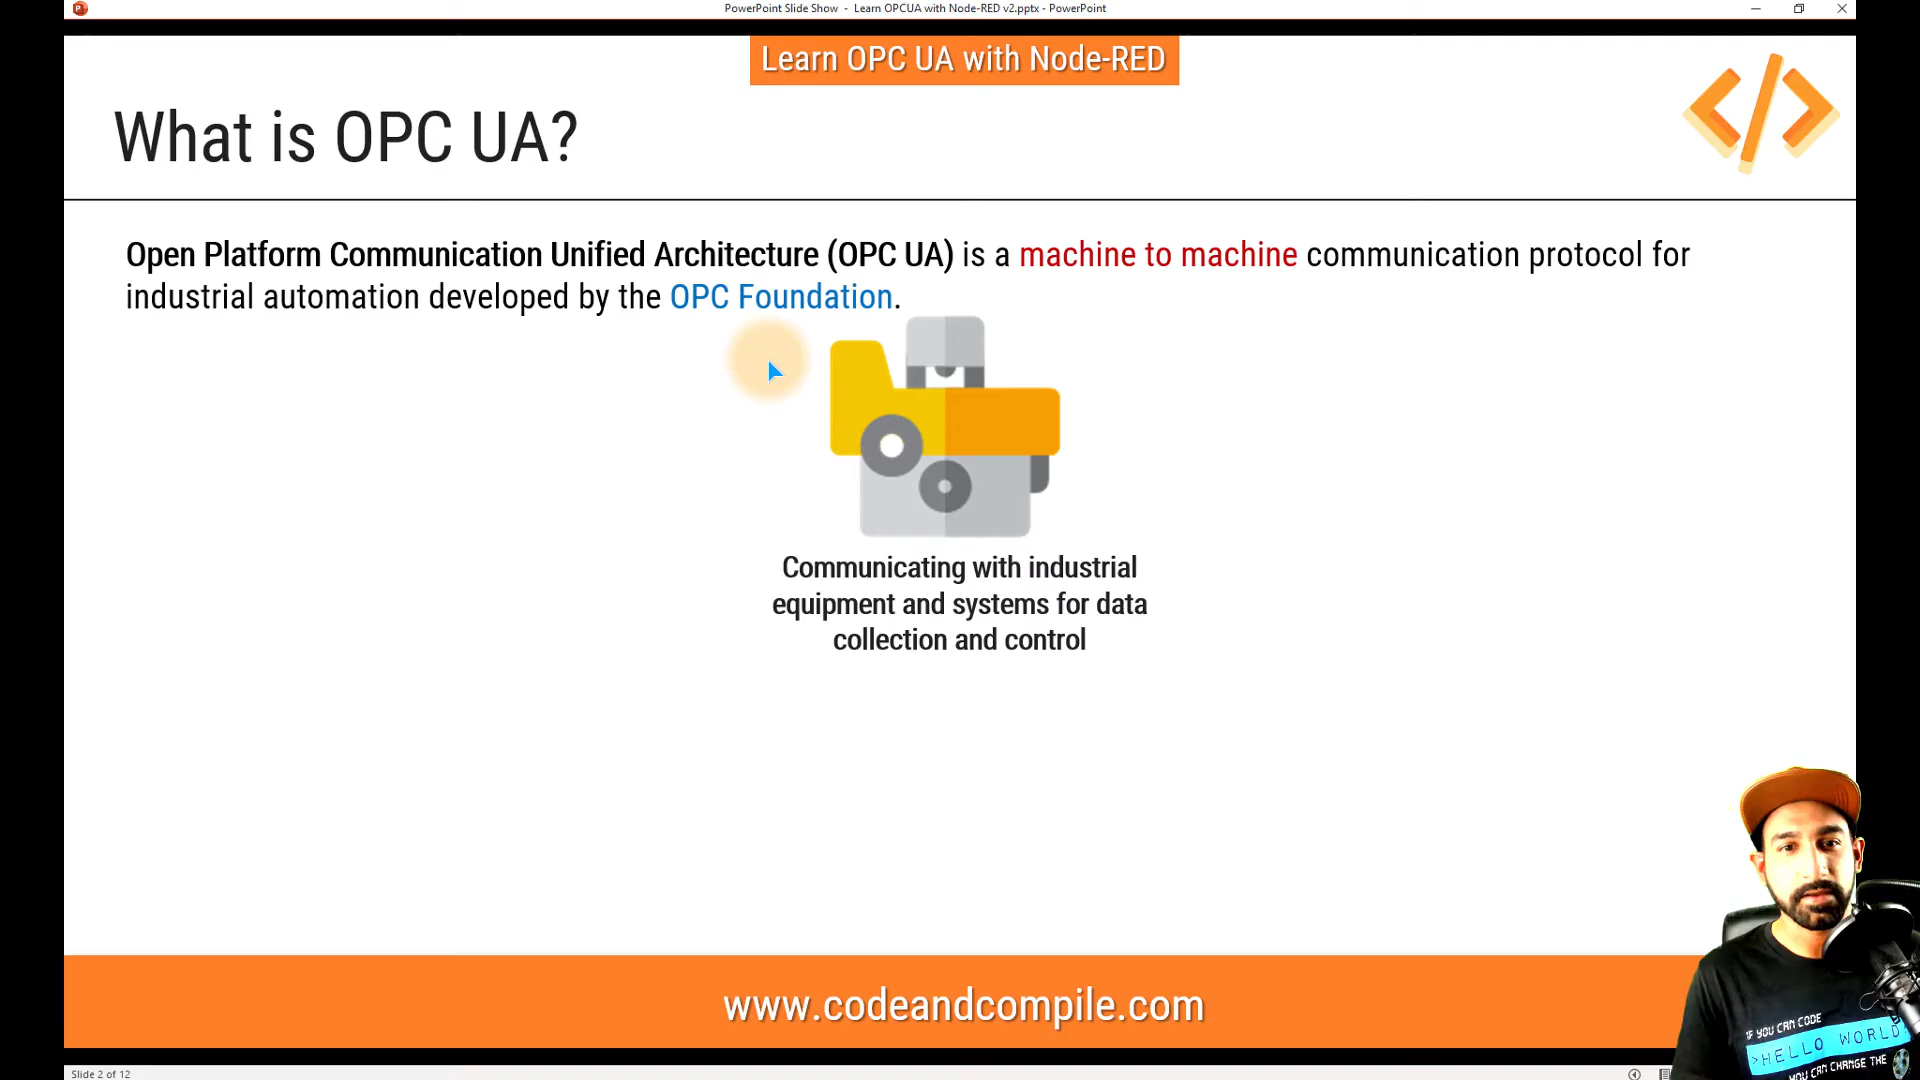 PowerPoint Slide Show - Learn OPCUA with Node-RED v2.pptx - PowerPoint
Learn OPC UA with Node-RED
What is OPC UA?
Open Platform Communication Unified Architecture (OPC UA) is a machine to machine communication protocol for
industrial automation developed by the OPC Foundation.
Communicating with industrial
equipment and systems for data
collection and control
www.codeandcompile.com
IF YOU CAN CODE
>HELLO WORLD
YOU CAN CHANGE THE
Slide 2 of 12